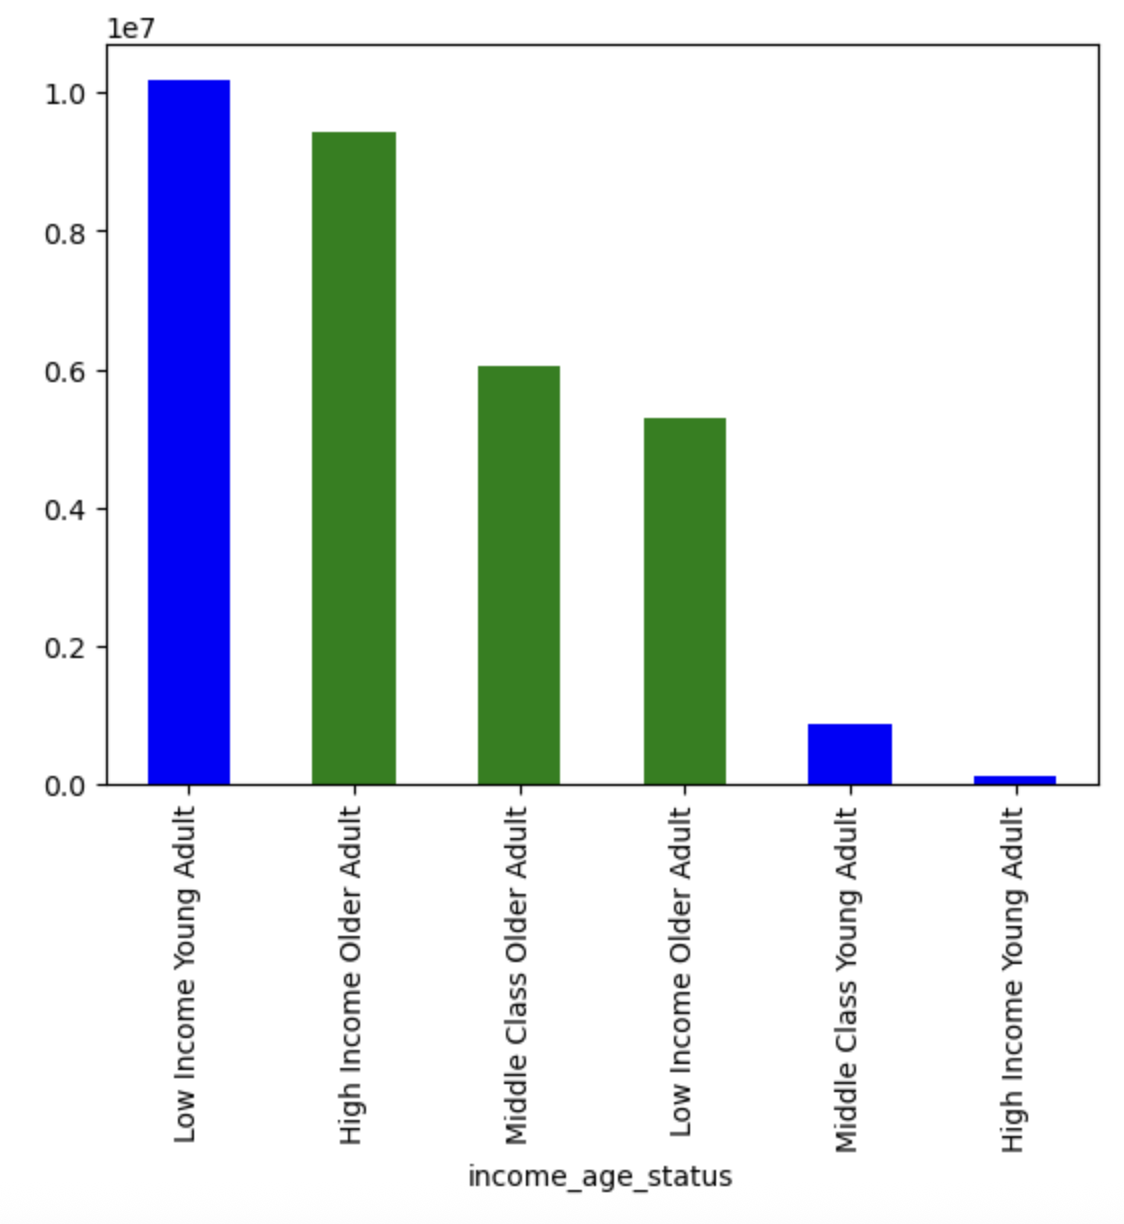 1e7
1.0
0.8
0.6
0.4
0.2
0.0
Low Income Young Adult
High Income Older Adult
Middle Class Older Adult
Low Income Older Adult
Middle Class Young Adult
High Income Young Adult
income_age_status